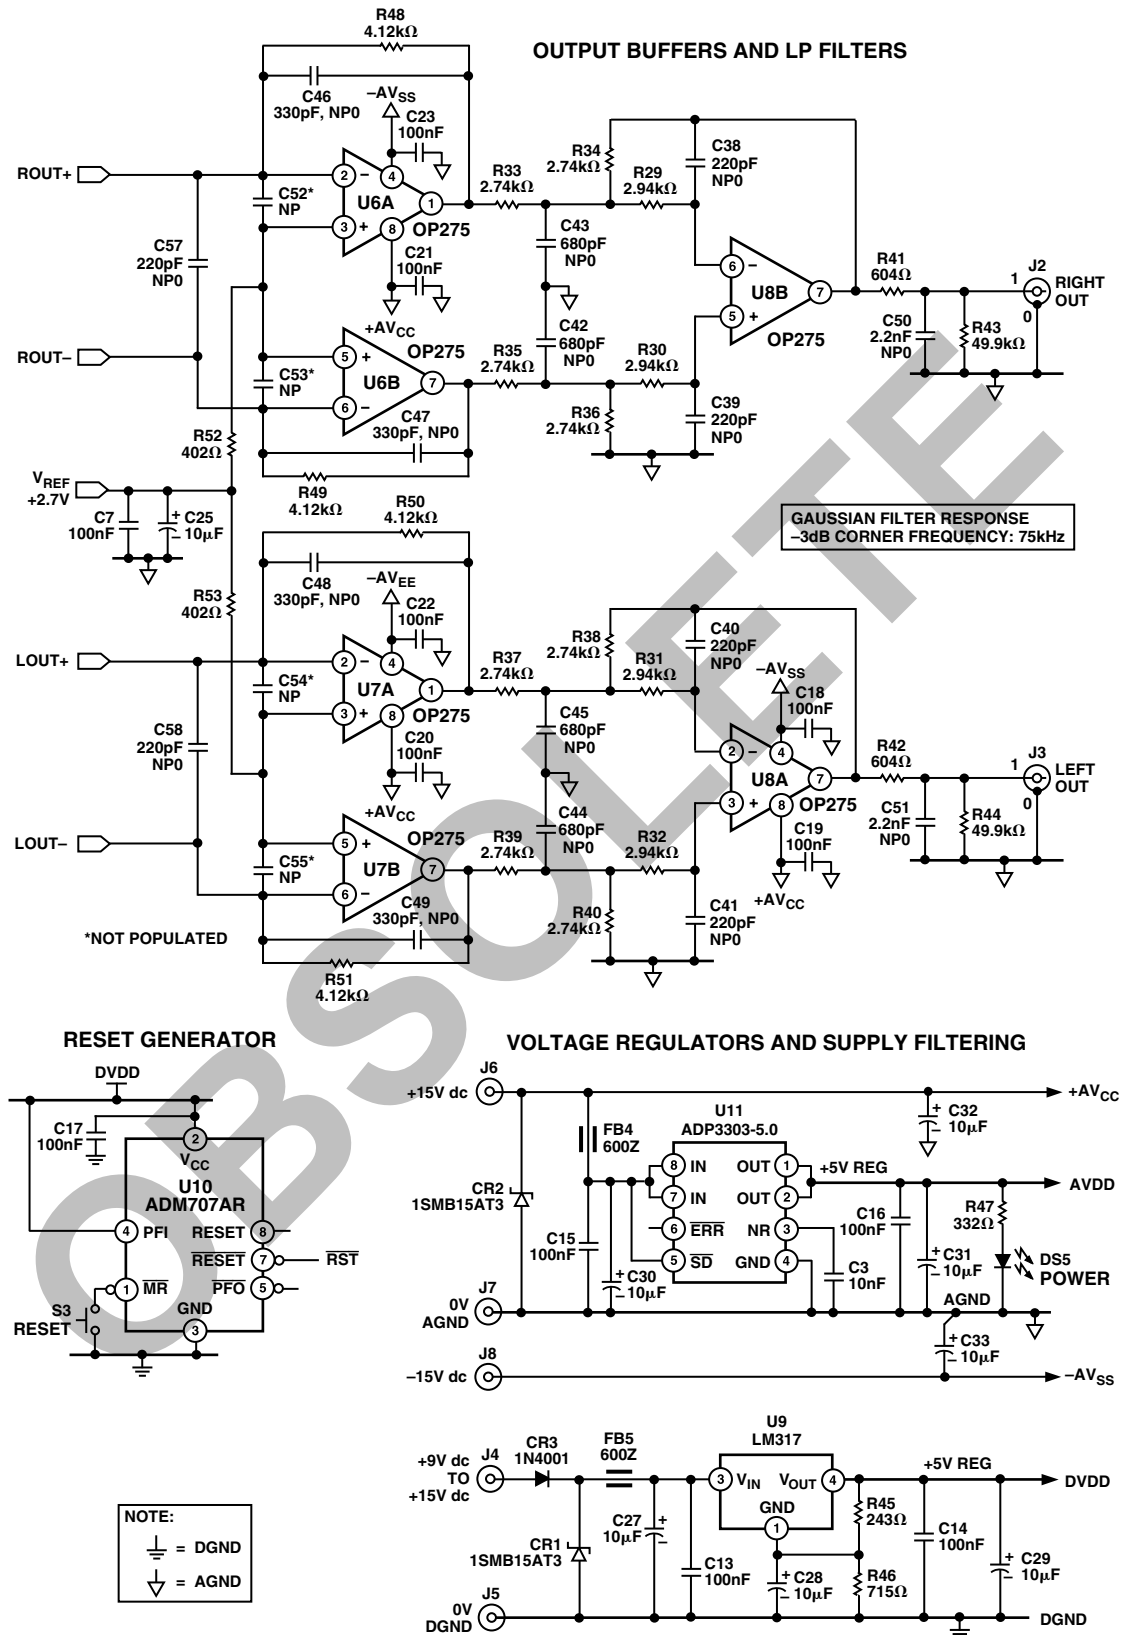 OUTPUT BUFFERS AND LP FILTERS
R48
4.12kΩ
C46
330pF, NP0
–AVSS
C23
100nF
ROUT+
C52*
NP
2
–
3
+
4
8
1
U6A
OP275
C21
100nF
+AVCC
R33
2.74kΩ
R34
2.74kΩ
R29
2.94kΩ
C38
220pF
NP0
C43
680pF
NP0
C57
220pF
NP0
6
–
5
+
U8B
7
OP275
R41
604Ω
J2
1
RIGHT
OUT
0
C50
2.2nF
NP0
R43
49.9kΩ
C42
680pF
NP0
ROUT–
C53*
NP
5
+
6
–
U6B
OP275
7
R35
2.74kΩ
R30
2.94kΩ
R36
2.74kΩ
C39
220pF
NP0
C47
330pF, NP0
R52
402Ω
R49
4.12kΩ
VREF
+2.7V
C7
100nF
+
–
C25
10μF
R50
4.12kΩ
GAUSSIAN FILTER RESPONSE
–3dB CORNER FREQUENCY: 75kHz
C48
330pF, NP0
–AVEE
C22
100nF
R53
402Ω
LOUT+
C54*
NP
2
–
3
+
4
8
1
U7A
OP275
C20
100nF
+AVCC
R37
2.74kΩ
R38
2.74kΩ
R31
2.94kΩ
C40
220pF
NP0
C45
680pF
NP0
C58
220pF
NP0
–AVSS
C18
100nF
2
–
3
+
4
8
U8A
7
OP275
C19
100nF
+AVCC
R42
604Ω
J3
1
LEFT
OUT
0
C51
2.2nF
NP0
R44
49.9kΩ
C44
680pF
NP0
LOUT–
C55*
NP
5
+
6
–
U7B
OP275
7
R39
2.74kΩ
R32
2.94kΩ
R40
2.74kΩ
C41
220pF
NP0
C49
330pF, NP0
*NOT POPULATED
R51
4.12kΩ
RESET GENERATOR
DVDD
C17
100nF
2
VCC
U10
ADM707AR
4
PFI
RESET
8
RESET
7
RST
1
MR
PFO
5
GND
3
S3
RESET
VOLTAGE REGULATORS AND SUPPLY FILTERING
J6
+15V dc
+AVCC
+
–
C32
10μF
FB4
600Z
U11
ADP3303-5.0
8
IN
OUT
1
7
IN
OUT
2
6
ERR
NR
3
5
SD
GND
4
+5V REG
AVDD
CR2
1SMB15AT3
C15
100nF
+
–
C30
10μF
C3
10nF
C16
100nF
+
–
C31
10μF
R47
332Ω
DS5
POWER
J7
0V
AGND
AGND
+
–
C33
10μF
J8
–15V dc
–AVSS
+9V dc
TO
+15V dc
J4
CR3
1N4001
FB5
600Z
U9
LM317
3
VIN
VOUT
4
GND
1
+5V REG
DVDD
C27
10μF
+
–
CR1
1SMB15AT3
C13
100nF
+
–
C28
10μF
R45
243Ω
R46
715Ω
C14
100nF
+
–
C29
10μF
J5
0V
DGND
DGND
NOTE:
= DGND
= AGND
OBSOLETE